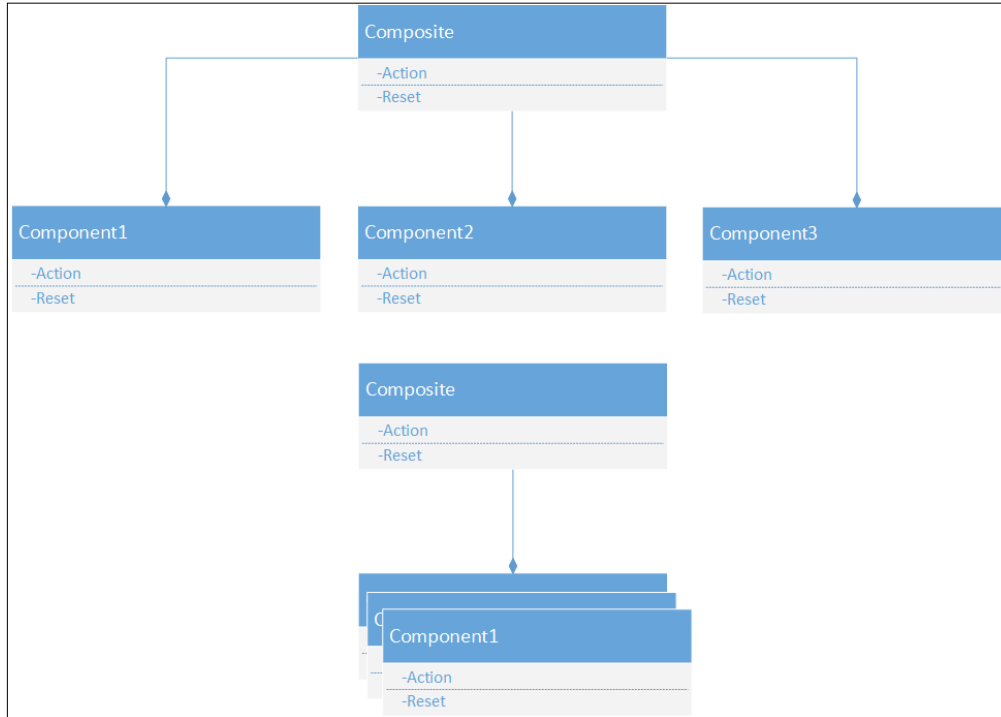 Composite
-Action
-Reset
Component1
-Action
-Reset
Component2
-Action
-Reset
Component3
-Action
-Reset
Composite
-Action
-Reset
Component1
-Action
-Reset